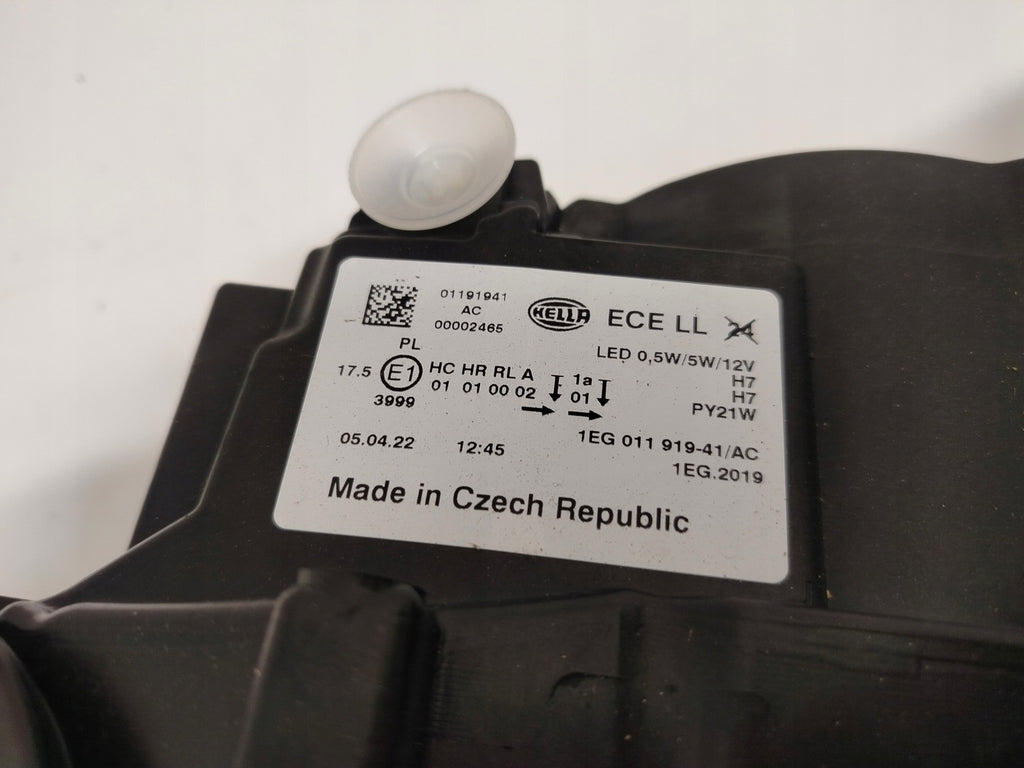 01191941
AC
00002465
HELLA
ECE LL 24
LED 0,5W/5W/12V
H7
H7
PY21W
PL
17.5 E1 HC HR RL A 1a
01 01 00 02 01
3999
1EG 011 919-41/AC
05.04.22 12:45
1EG.2019
Made in Czech Republic